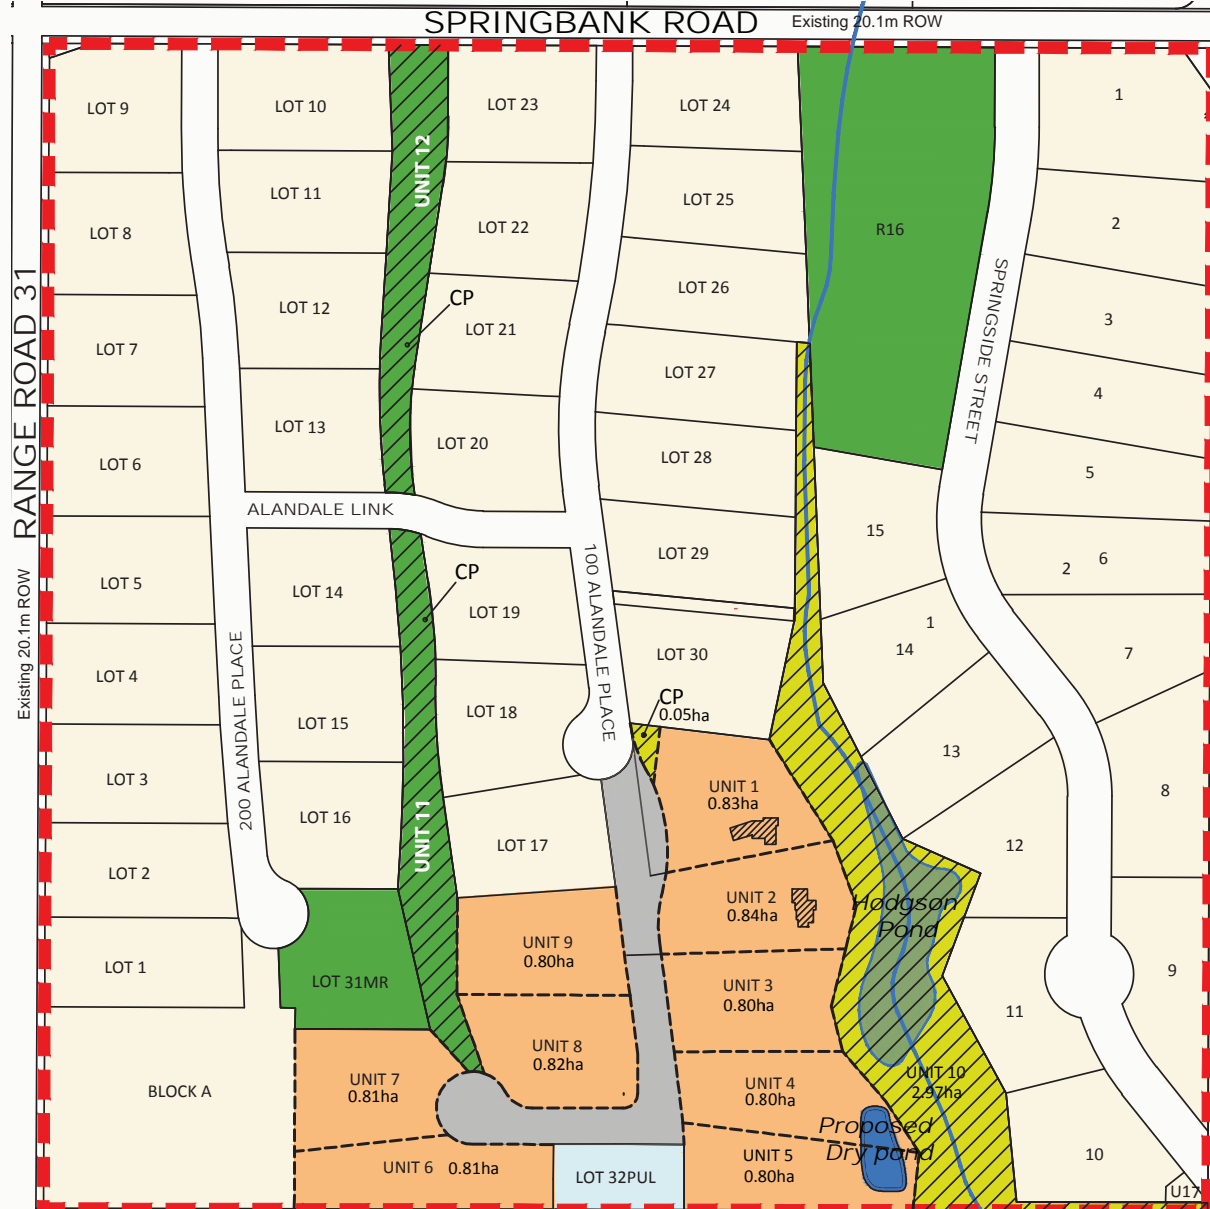 SPRINGBANK ROAD
Existing 20.1m ROW
RANGE ROAD 31
Existing 20.1m ROW
LOT 9
LOT 10
UNIT 12
LOT 23
LOT 24
1
LOT 11
LOT 25
2
LOT 8
LOT 22
R16
SPRINGSIDE STREET
LOT 12
CP
LOT 26
LOT 21
3
LOT 7
LOT 27
4
LOT 13
LOT 20
LOT 28
LOT 6
5
ALANDALE LINK
15
LOT 29
100 ALANDALE PLACE
2
6
LOT 5
LOT 14
CP
LOT 19
1
14
LOT 30
7
LOT 4
200 ALANDALE PLACE
CP
0.05ha
LOT 15
LOT 18
13
LOT 3
UNIT 1
0.83ha
8
LOT 16
UNIT 11
LOT 17
12
LOT 2
UNIT 2
0.84ha
Hodgson
Pond
UNIT 9
0.80ha
LOT 1
LOT 31MR
9
UNIT 3
0.80ha
11
UNIT 8
0.82ha
BLOCK A
UNIT 7
0.81ha
UNIT 4
0.80ha
UNIT 10
2.97ha
Proposed
Dry pond
UNIT 6
0.81ha
LOT 32PUL
UNIT 5
0.80ha
10
U17